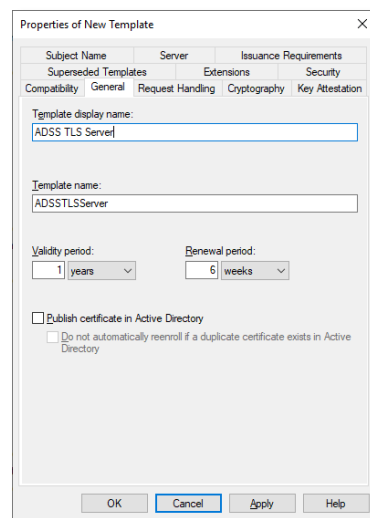 Properties of New Template
Subject Name Server Issuance Requirements
Superseded Templates Extensions Security
Compatibility General Request Handling Cryptography Key Attestation
Template display name:
ADSS TLS Server
Template name:
ADSSTLSServer
Validity period: Renewal period:
1 years 6 weeks
Publish certificate in Active Directory
Do not automatically reenroll if a duplicate certificate exists in Active
Directory
OK Cancel Apply Help